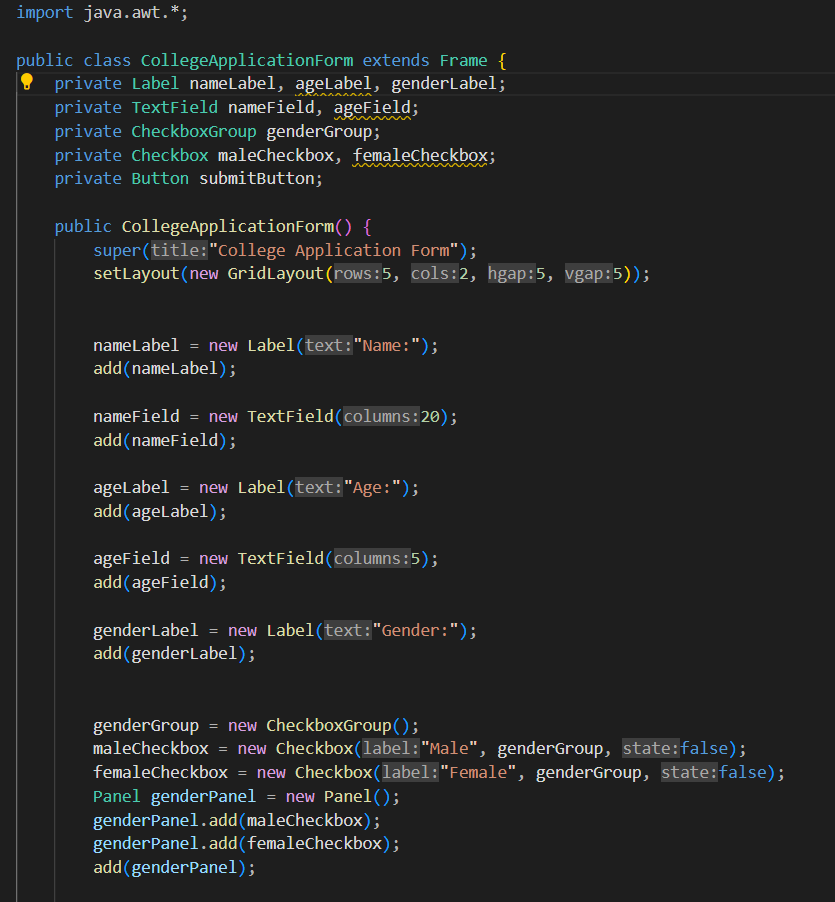 import java.awt.*;
public class CollegeApplicationForm extends Frame {
private Label nameLabel, ageLabel, genderLabel;
private TextField nameField, ageField;
private CheckboxGroup genderGroup;
private Checkbox maleCheckbox, femaleCheckbox;
private Button submitButton;
public CollegeApplicationForm() {
super(title:"College Application Form");
setLayout(new GridLayout(rows:5, cols:2, hgap:5, vgap:5));
nameLabel = new Label(text:"Name:");
add(nameLabel);
nameField = new TextField(columns:20);
add(nameField);
ageLabel = new Label(text:"Age:");
add(ageLabel);
ageField = new TextField(columns:5);
add(ageField);
genderLabel = new Label(text:"Gender:");
add(genderLabel);
genderGroup = new CheckboxGroup();
maleCheckbox = new Checkbox(label:"Male", genderGroup, state:false);
femaleCheckbox = new Checkbox(label:"Female", genderGroup, state:false);
Panel genderPanel = new Panel();
genderPanel.add(maleCheckbox);
genderPanel.add(femaleCheckbox);
add(genderPanel);